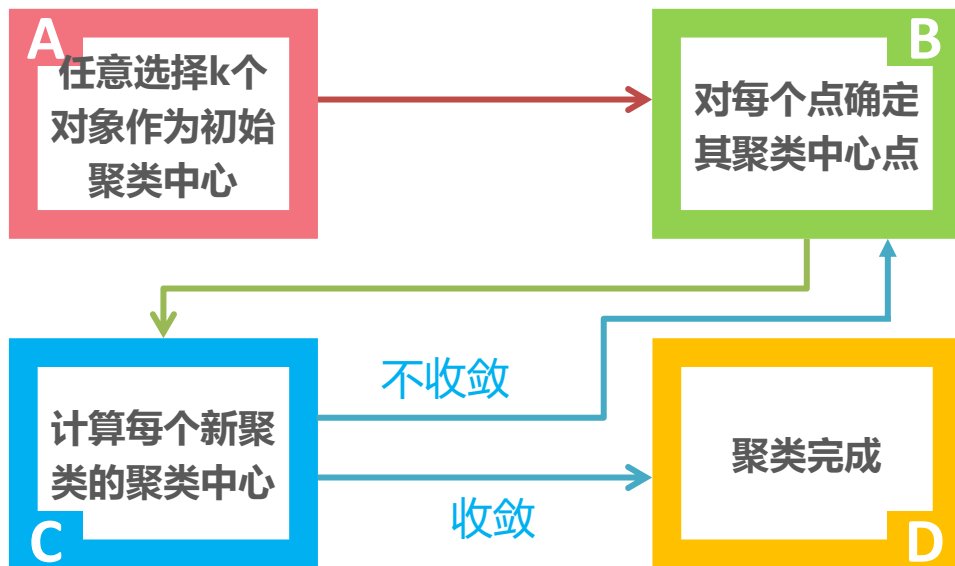 A
任意选择k个
对象作为初始
聚类中心
B
对每个点确定
其聚类中心点
不收敛
计算每个新聚
类的聚类中心
C
收敛
聚类完成
D